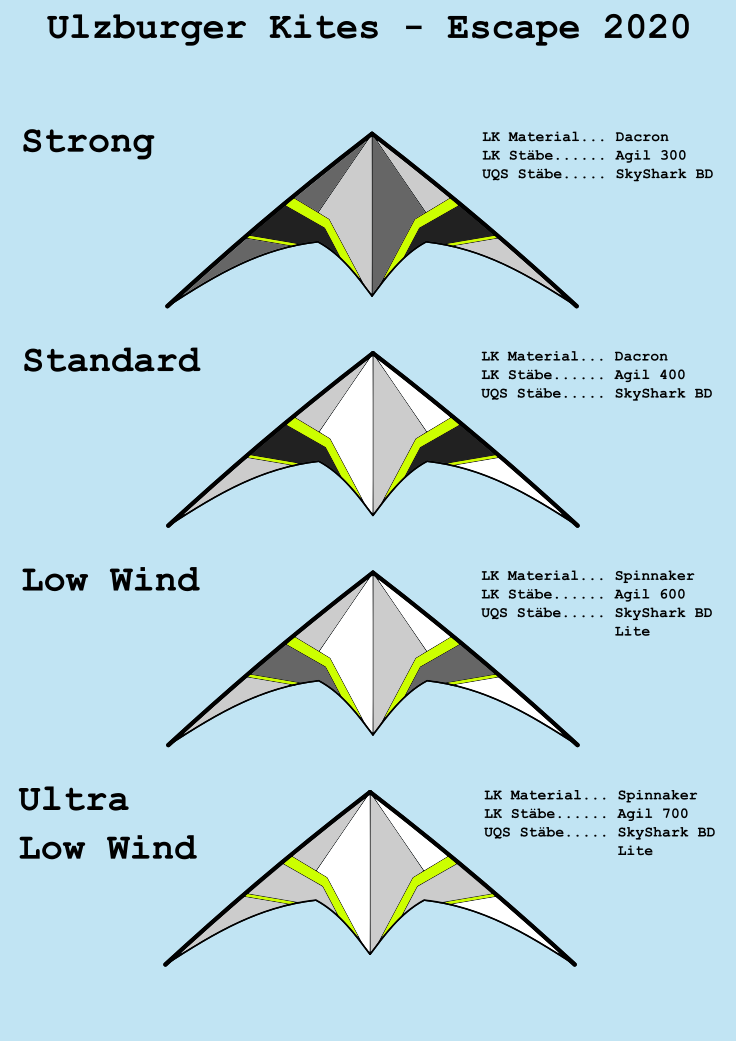 Ulzburger Kites - Escape 2020
Strong
LK Material... Dacron
LK Stäbe...... Agil 300
UQS Stäbe..... SkyShark BD
Standard
LK Material... Dacron
LK Stäbe...... Agil 400
UQS Stäbe..... SkyShark BD
Low Wind
LK Material... Spinnaker
LK Stäbe...... Agil 600
UQS Stäbe..... SkyShark BD
Lite
Ultra
Low Wind
LK Material... Spinnaker
LK Stäbe...... Agil 700
UQS Stäbe..... SkyShark BD
Lite